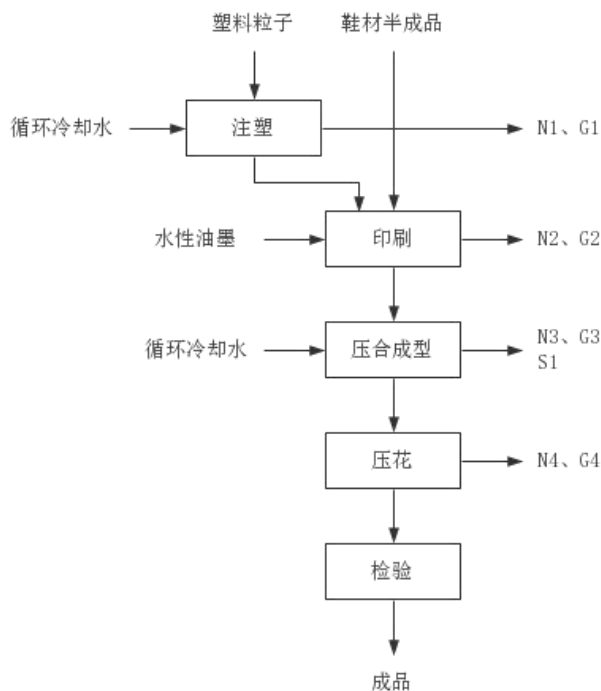 塑料粒子
鞋材半成品
循环冷却水
注塑
N1、G1
水性油墨
印刷
N2、G2
循环冷却水
压合成型
N3、G3
S1
压花
N4、G4
检验
成品